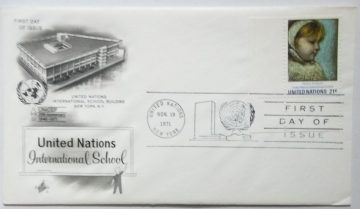 FIRST DAY
OF ISSUE
UNITED NATIONS
INTERNATIONAL SCHOOL BUILDING
NEW YORK, N.Y.
United Nations
International School
UNITED NATIONS
NOV. 19
1971
NEW YORK
UNITED NATIONS 21c
FIRST
DAY OF
ISSUE